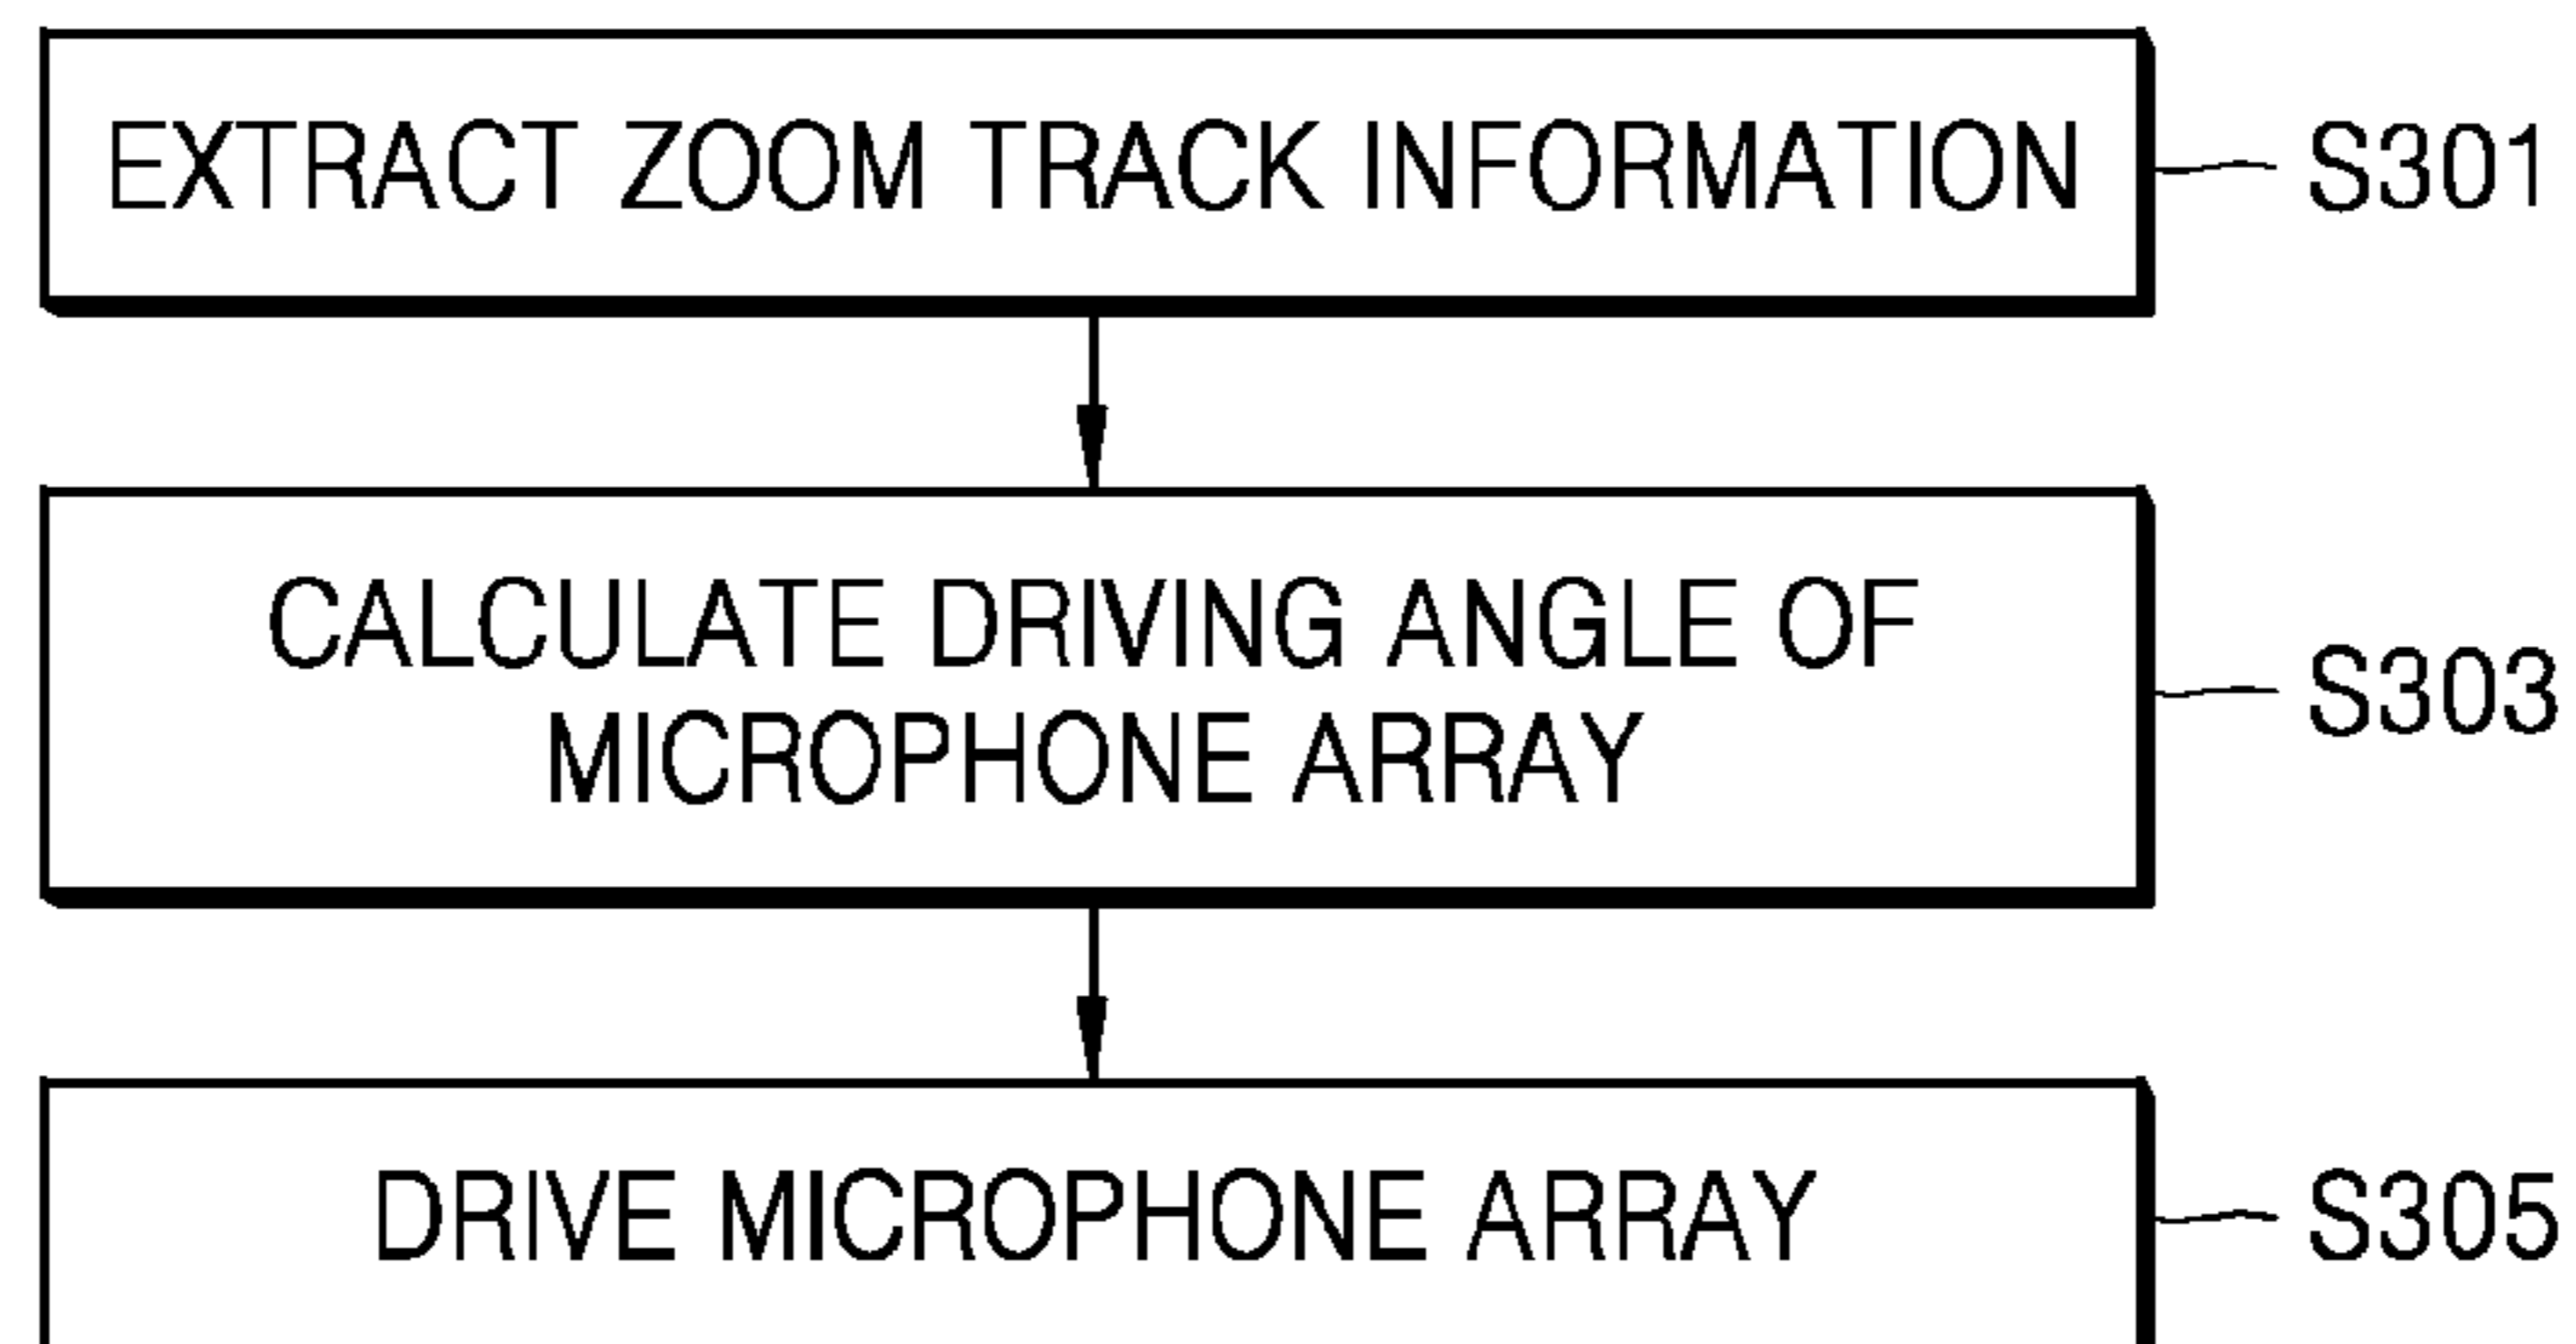 EXTRACT ZOOM TRACK INFORMATION S301
CALCULATE DRIVING ANGLE OF
MICROPHONE ARRAY
S303
DRIVE MICROPHONE ARRAY S305